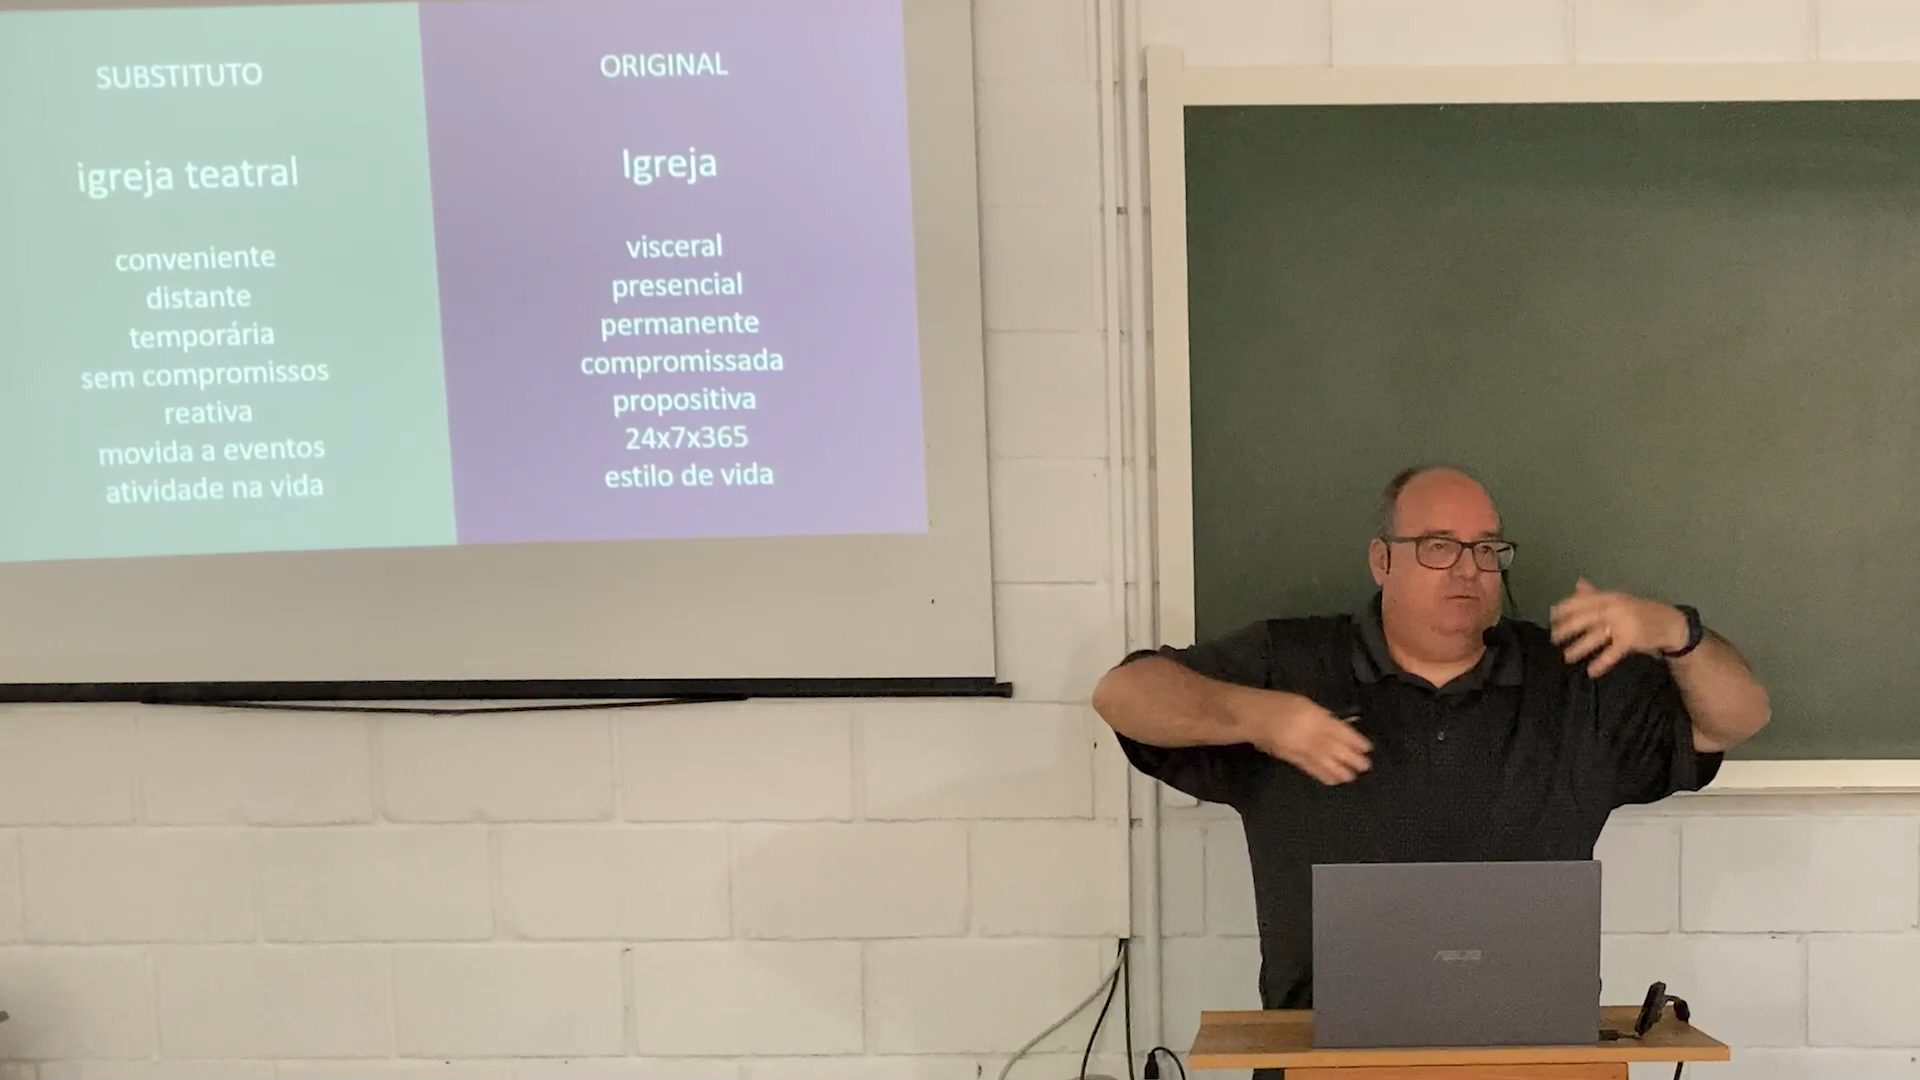 SUBSTITUTO
igreja teatral
conveniente
distante
temporária
sem compromissos
reativa
movida a eventos
atividade na vida
ORIGINAL
Igreja
visceral
presencial
permanente
compromissada
propositiva
24x7x365
estilo de vida
ASUS